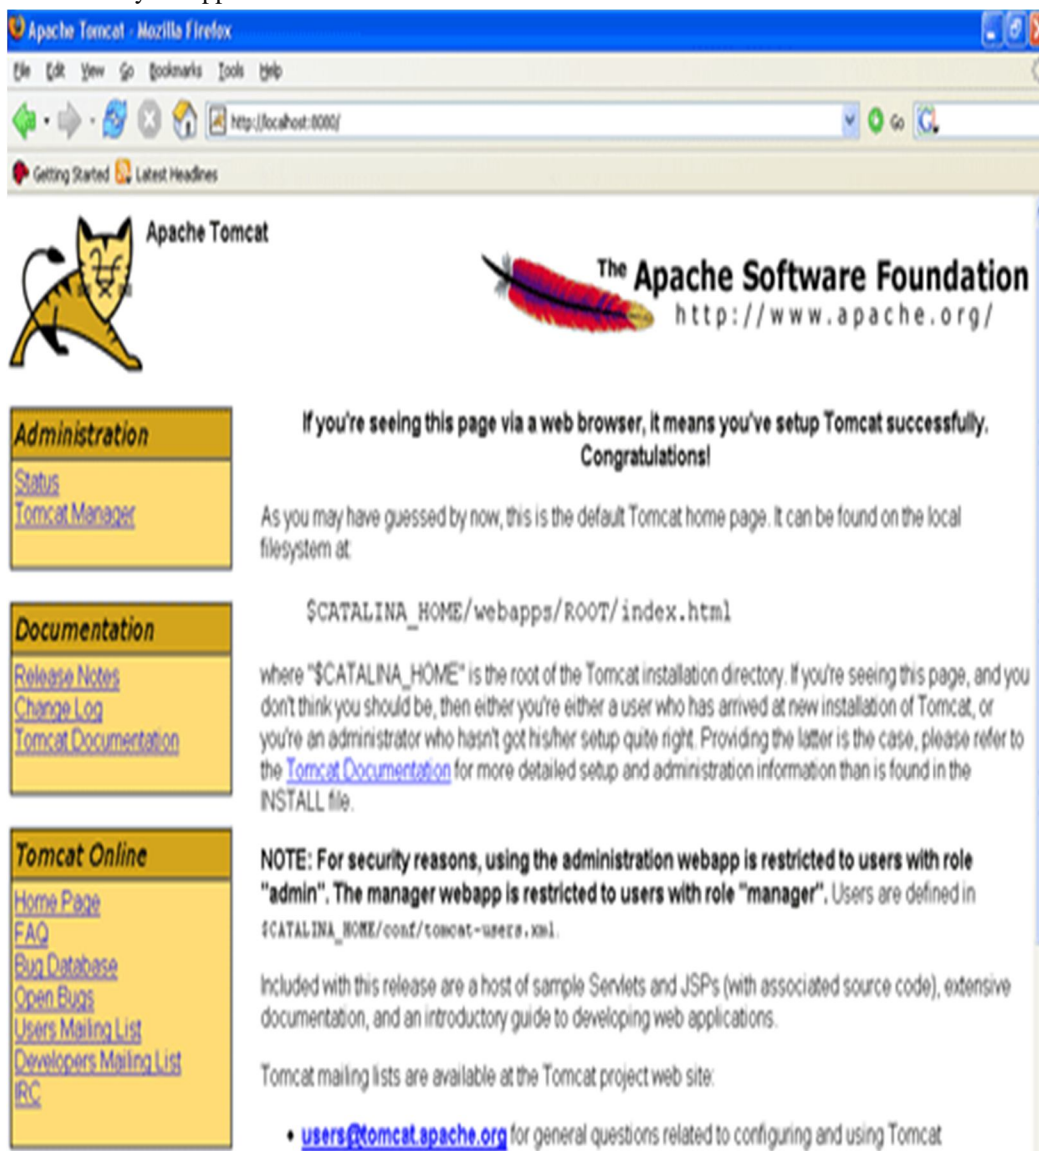 Apache Tomcat - Mozilla Firefox
File Edit View Go Bookmarks Tools Help
http://localhost:8080/
Go
Getting Started Latest Headlines
Apache Tomcat
The Apache Software Foundation
http://www.apache.org/
Administration
Status
Tomcat Manager
Documentation
Release Notes
Change Log
Tomcat Documentation
Tomcat Online
Home Page
FAQ
Bug Database
Open Bugs
Users Mailing List
Developers Mailing List
IRC
If you're seeing this page via a web browser, it means you've setup Tomcat successfully.
Congratulations!
As you may have guessed by now, this is the default Tomcat home page. It can be found on the local
filesystem at:
$CATALINA_HOME/webapps/ROOT/index.html
where "$CATALINA_HOME" is the root of the Tomcat installation directory. If you're seeing this page, and you
don't think you should be, then either you're either a user who has arrived at new installation of Tomcat, or
you're an administrator who hasn't got his/her setup quite right. Providing the latter is the case, please refer to
the Tomcat Documentation for more detailed setup and administration information than is found in the
INSTALL file.
NOTE: For security reasons, using the administration webapp is restricted to users with role
"admin". The manager webapp is restricted to users with role "manager". Users are defined in
$CATALINA_HOME/conf/tomcat-users.xml.
Included with this release are a host of sample Servlets and JSPs (with associated source code), extensive
documentation, and an introductory guide to developing web applications.
Tomcat mailing lists are available at the Tomcat project web site:
• users@tomcat.apache.org for general questions related to configuring and using Tomcat